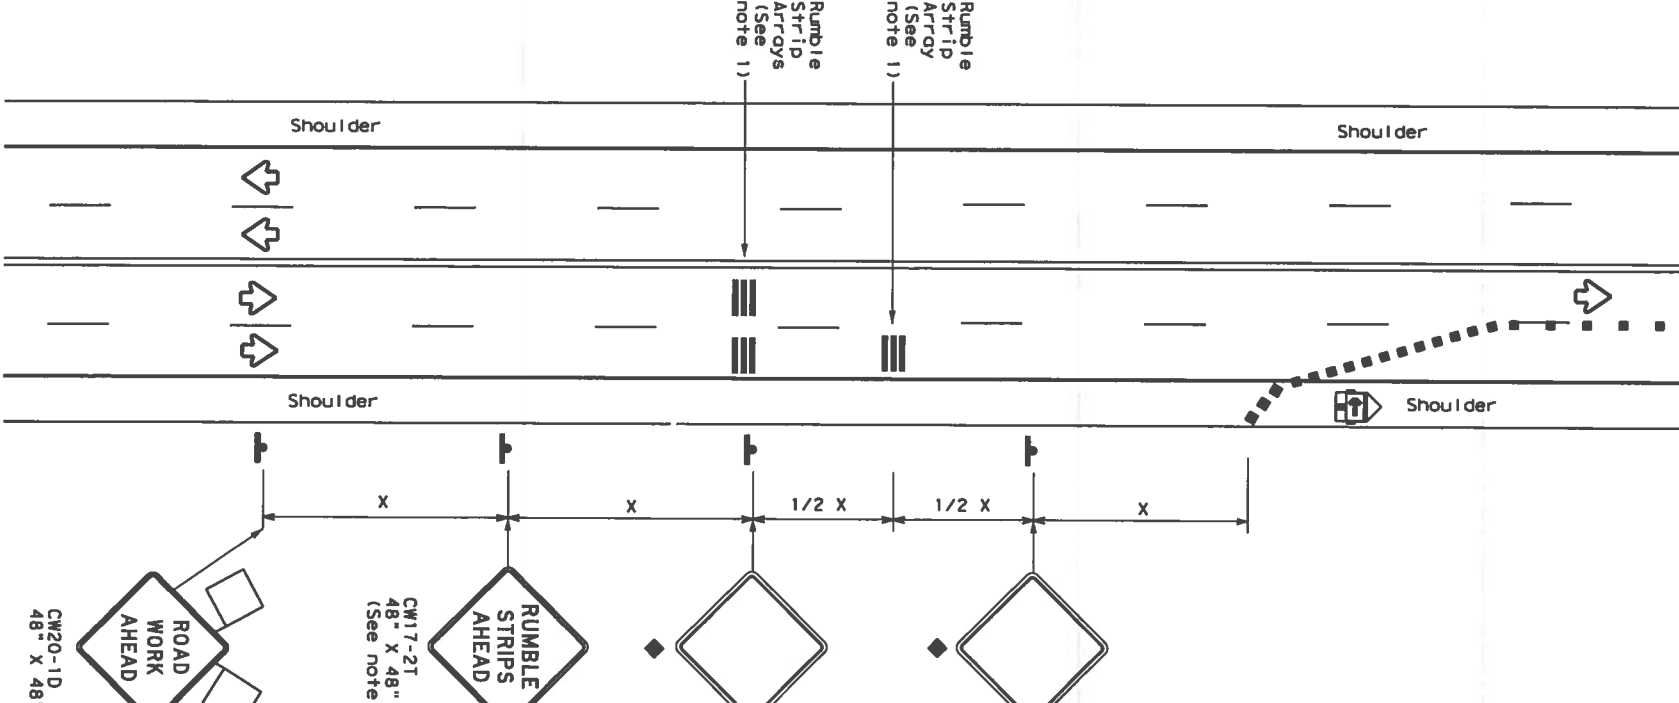 Rumble
Strip
Arrays
(See
note 1)
Rumble
Strip
Array
(See
note 1)
Shoulder
Shoulder
Shoulder
Shoulder
X
X
1/2 X
1/2 X
X
ROAD
WORK
AHEAD
CW20-1D
48" X 48"
RUMBLE
STRIPS
AHEAD
CW17-2T
48" X 48"
(See note